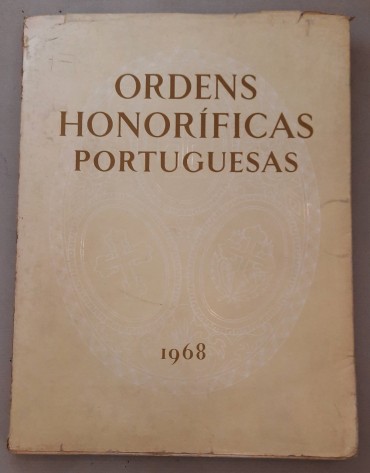 ORDENS
HONORÍFICAS
PORTUGUESAS
1968